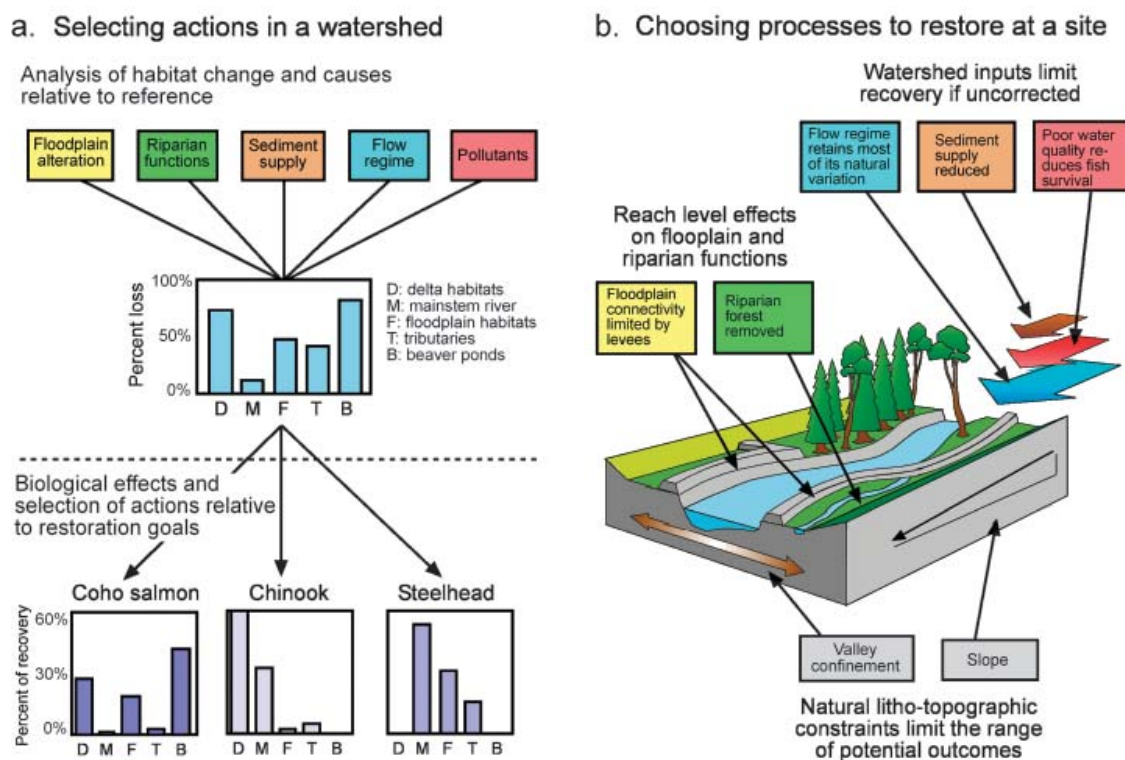 a. Selecting actions in a watershed
Analysis of habitat change and causes
relative to reference
Floodplain
alteration
Riparian
functions
Sediment
supply
Flow
regime
Pollutants
Percent loss
100%
50%
0%
D M F T B
D: delta habitats
M: mainstem river
F: floodplain habitats
T: tributaries
B: beaver ponds
Biological effects and
selection of actions relative
to restoration goals
Coho salmon
Chinook
Steelhead
Percent of recovery
60%
30%
0%
D M F T B
D M F T B
D M F T B
b. Choosing processes to restore at a site
Watershed inputs limit
recovery if uncorrected
Flow regime
retains most
of its natural
variation
Sediment
supply
reduced
Poor water
quality re-
duces fish
survival
Reach level effects
on flooplain and
riparian functions
Floodplain
connectivity
limited by
levees
Riparian
forest
removed
Valley
confinement
Slope
Natural litho-topographic
constraints limit the range
of potential outcomes